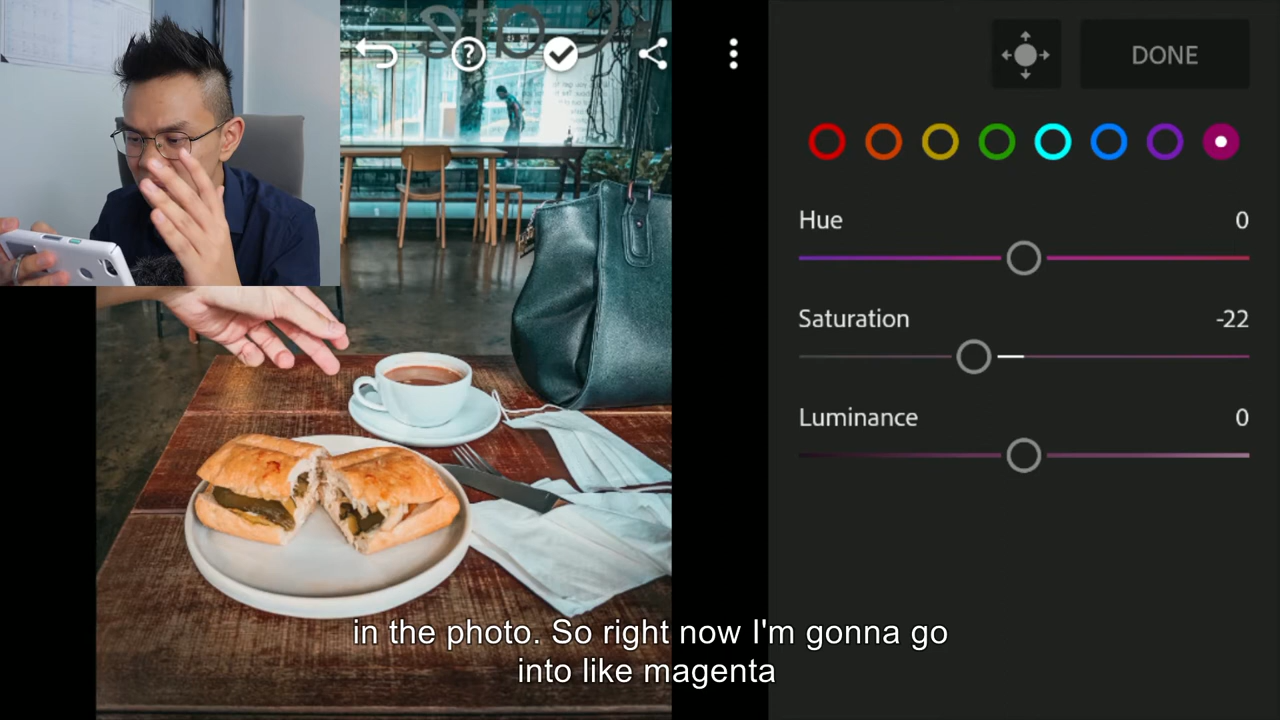 DONE
Hue
0
Saturation
-22
Luminance
0
in the photo. So right now I'm gonna go
into like magenta